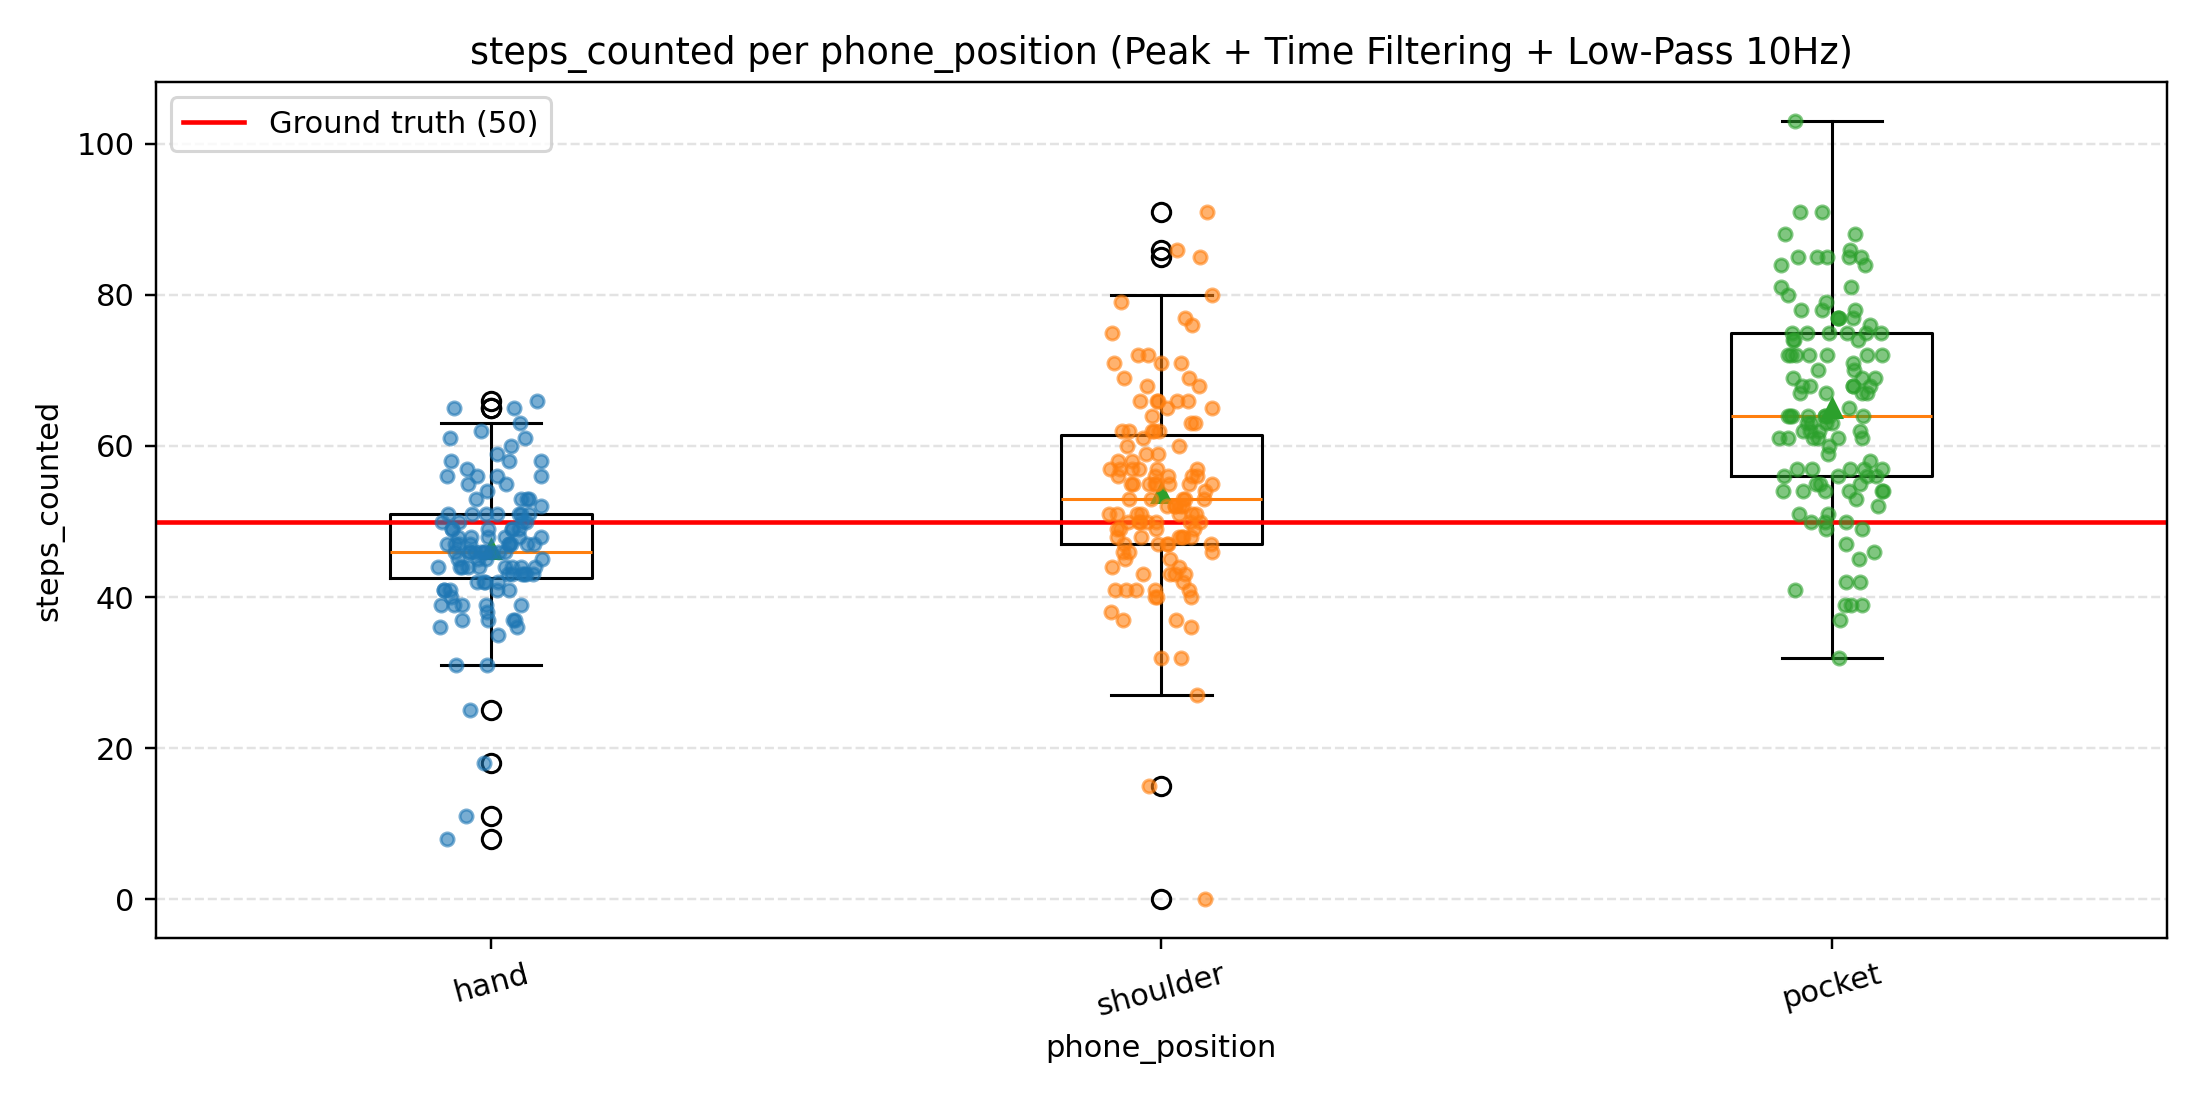 steps_counted per phone_position (Peak + Time Filtering + Low-Pass 10Hz)
Ground truth (50)
steps_counted
100
80
60
40
20
0
hand
shoulder
pocket
phone_position